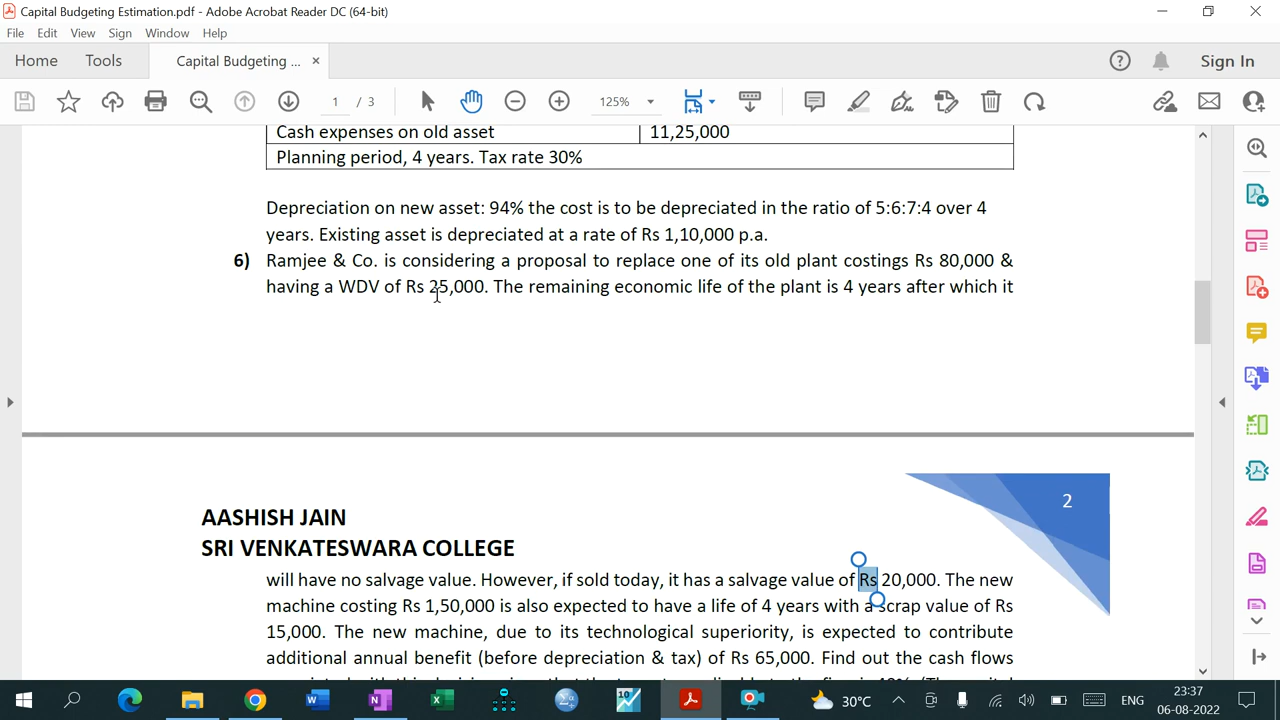 Capital Budgeting Estimation.pdf - Adobe Acrobat Reader DC (64-bit)
File Edit View Sign Window Help
Home Tools Capital Budgeting ... × Sign In
1 / 3 125%
Cash expenses on old asset 11,25,000
Planning period, 4 years. Tax rate 30%
Depreciation on new asset: 94% the cost is to be depreciated in the ratio of 5:6:7:4 over 4
years. Existing asset is depreciated at a rate of Rs 1,10,000 p.a.
6) Ramjee & Co. is considering a proposal to replace one of its old plant costings Rs 80,000 &
having a WDV of Rs 25,000. The remaining economic life of the plant is 4 years after which it
2
AASHISH JAIN
SRI VENKATESWARA COLLEGE
will have no salvage value. However, if sold today, it has a salvage value of Rs 20,000. The new
machine costing Rs 1,50,000 is also expected to have a life of 4 years with a scrap value of Rs
15,000. The new machine, due to its technological superiority, is expected to contribute
additional annual benefit (before depreciation & tax) of Rs 65,000. Find out the cash flows
30°C ENG 23:37
06-08-2022